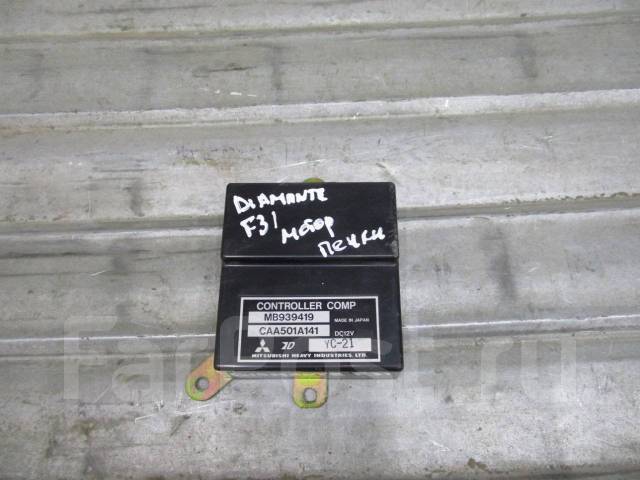 DIAMANTE
F31
мотор
печки
CONTROLLER COMP
MB939419
MADE IN JAPAN
CAA501A141
DC12V
YC-21
MITSUBISHI HEAVY INDUSTRIES, LTD.